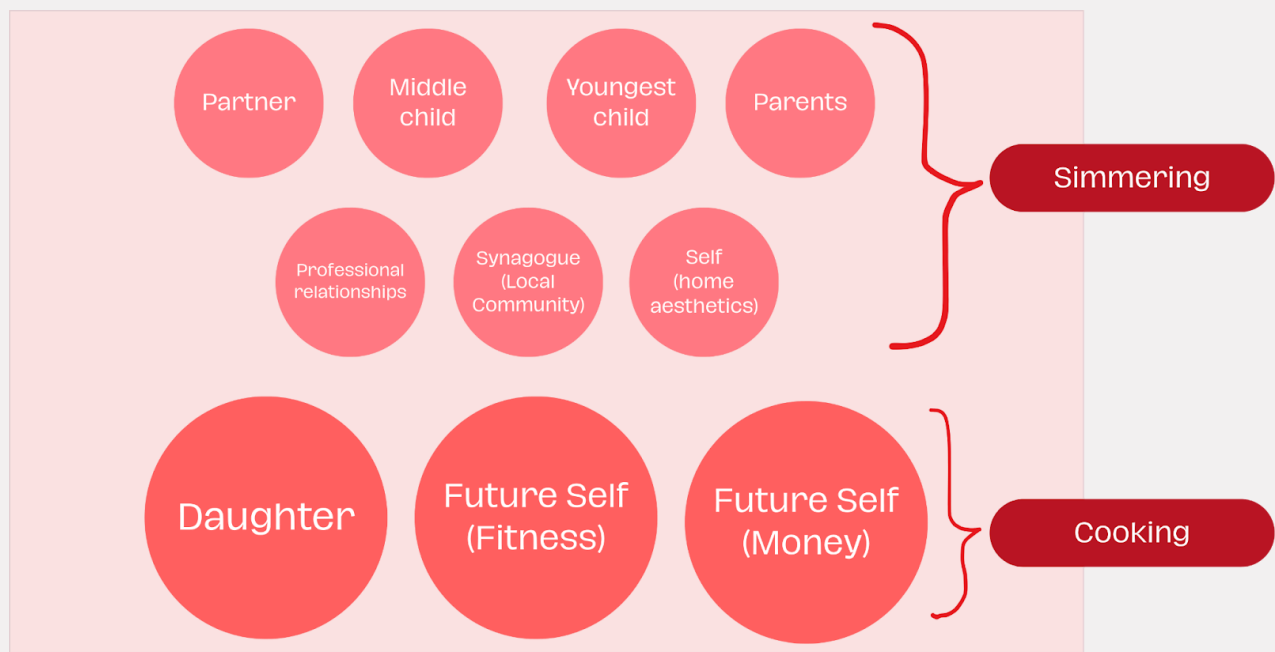 Partner
Middle
child
Youngest
child
Parents
Simmering
Professional
relationships
Synagogue
(Local
Community)
Self
(home
aesthetics)
Daughter
Future Self
(Fitness)
Future Self
(Money)
Cooking